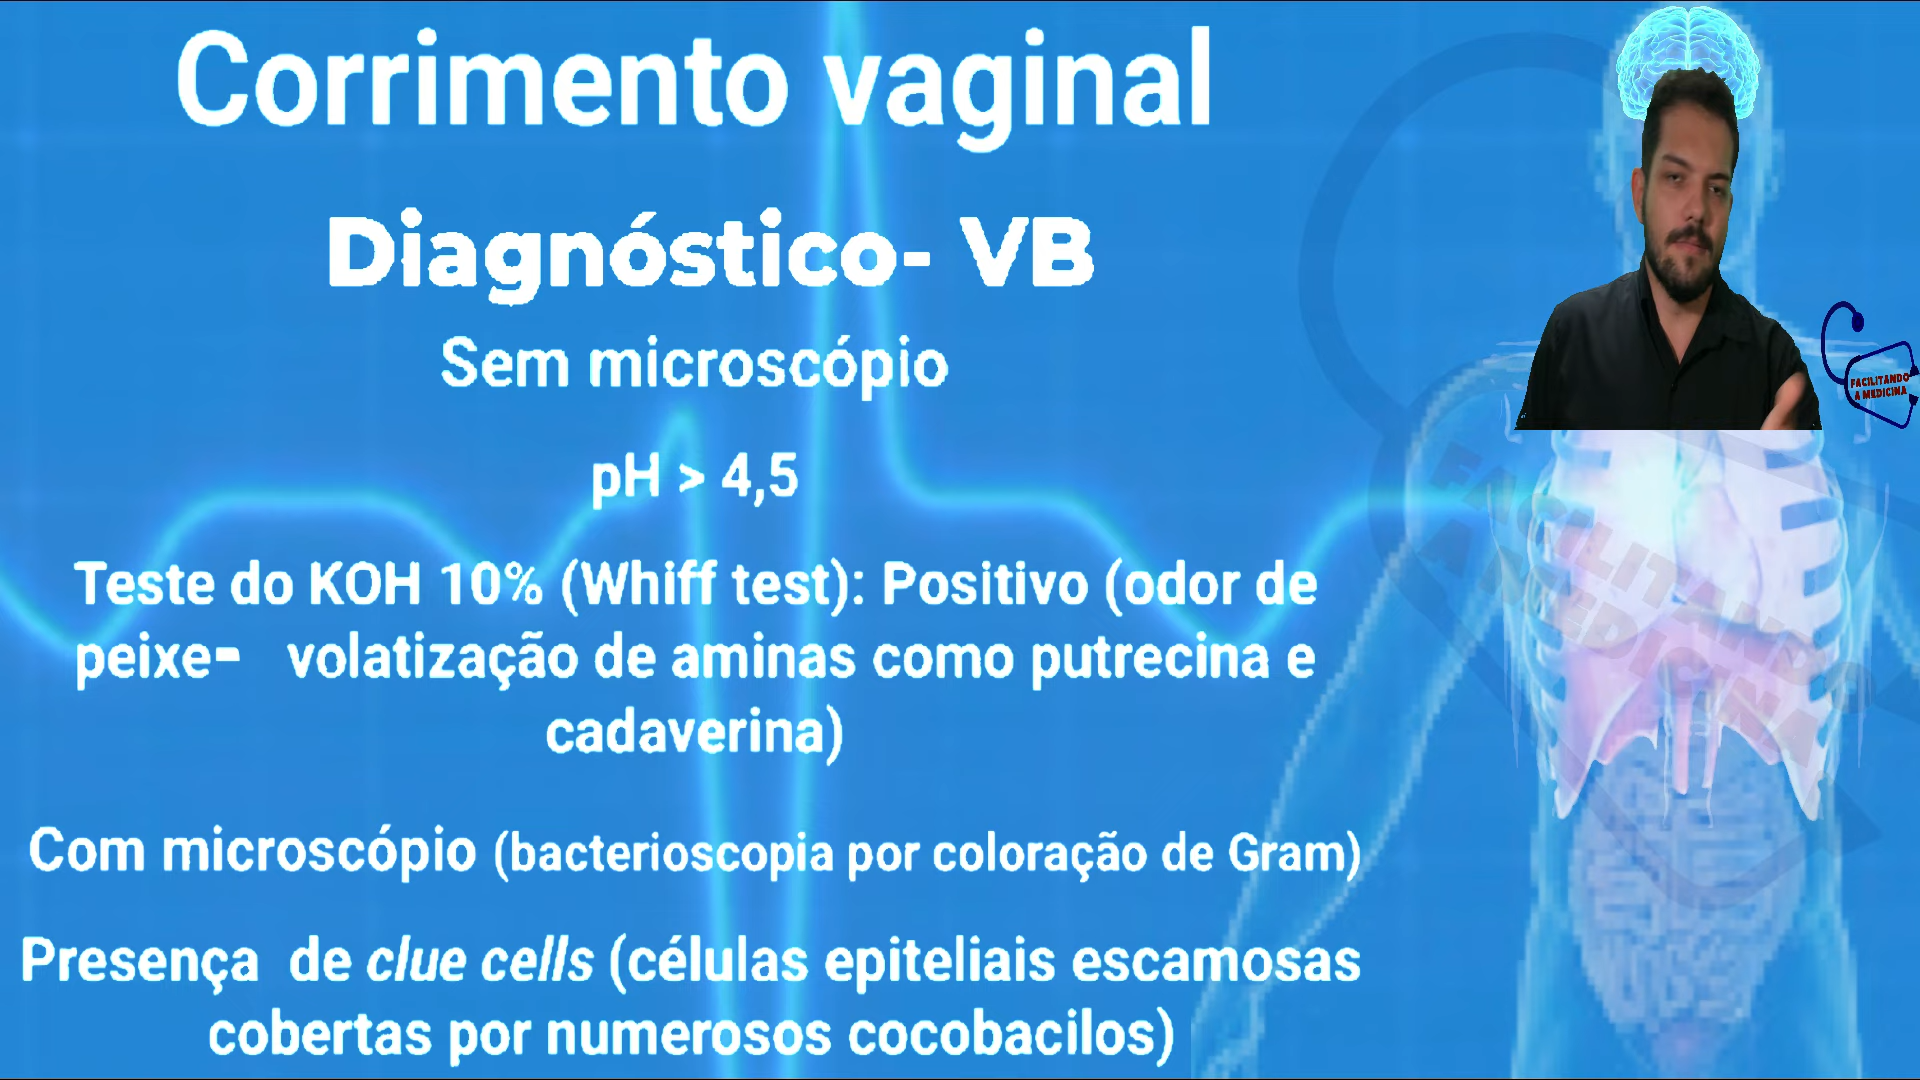 Corrimento vaginal
Diagnóstico- VB
Sem microscópio
pH > 4,5
Teste do KOH 10% (Whiff test): Positivo (odor de
peixe- volatização de aminas como putrecina e
cadaverina)
Com microscópio (bacterioscopia por coloração de Gram)
Presença de clue cells (células epiteliais escamosas
cobertas por numerosos cocobacilos)
FACILITANDO
A MEDICINA
FACILITANDO
A MEDICINA